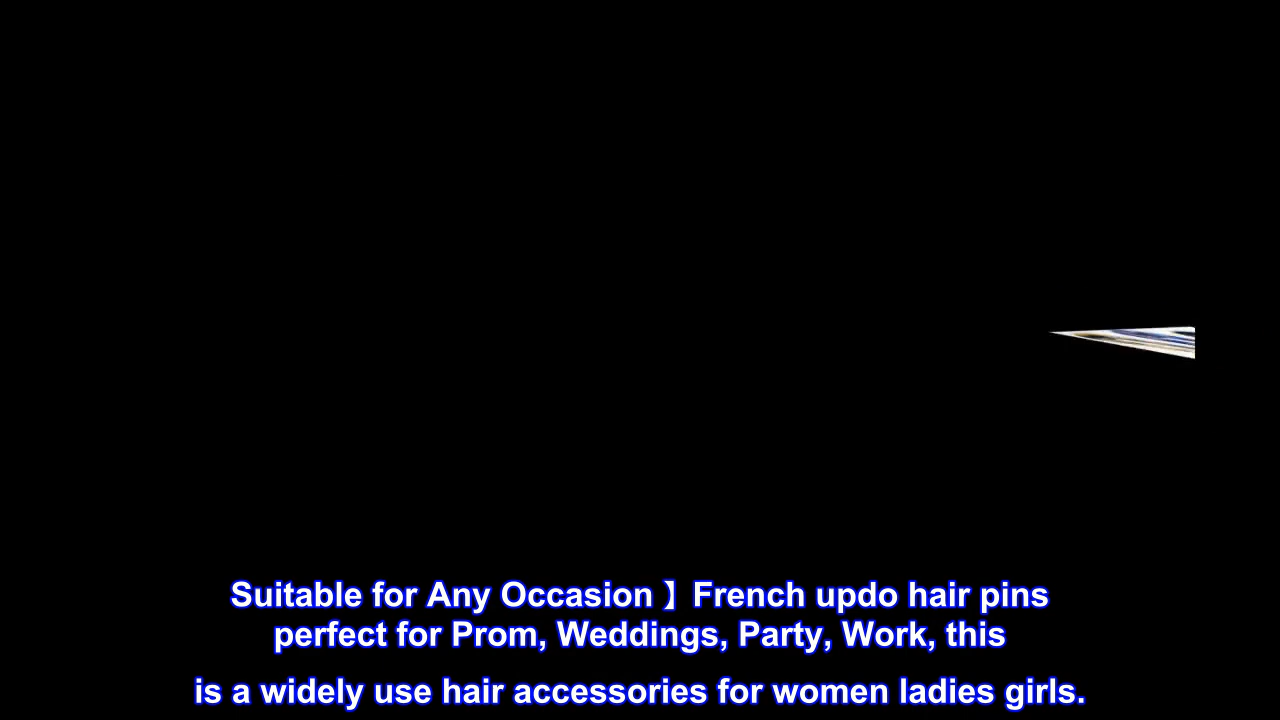 Suitable for Any Occasion 】French updo hair pins
perfect for Prom, Weddings, Party, Work, this
is a widely use hair accessories for women ladies girls.